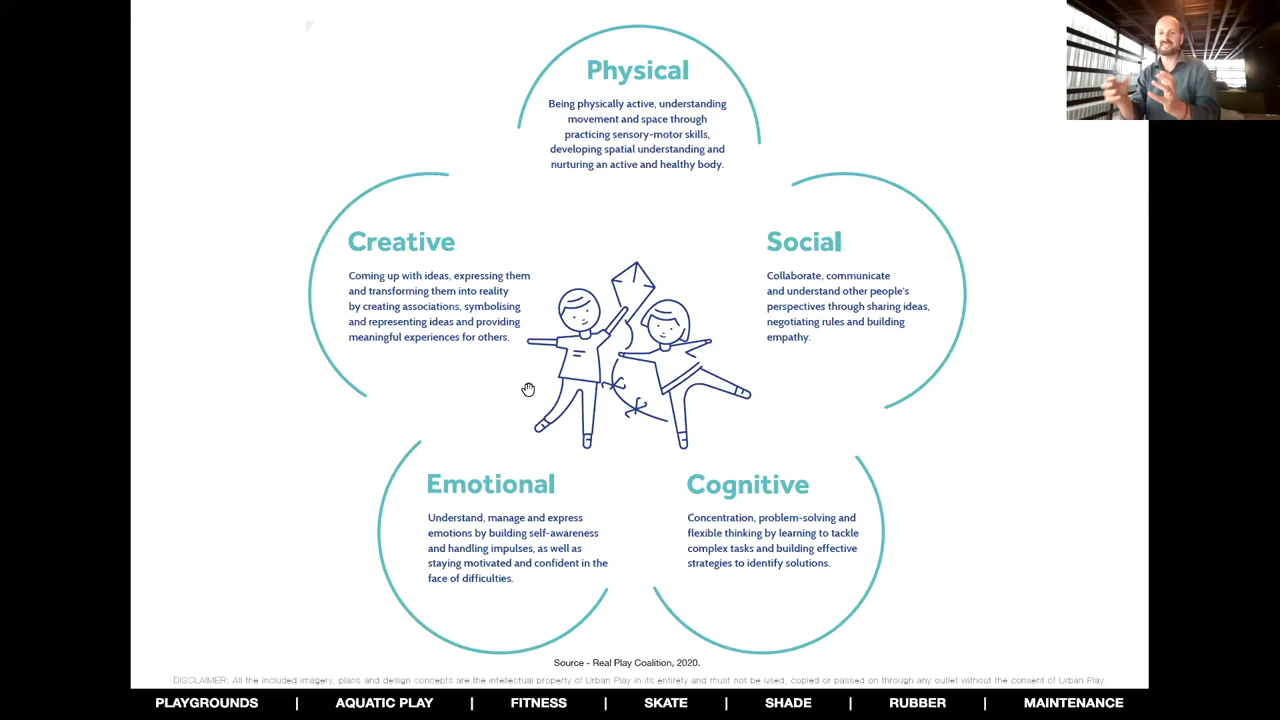 Physical
Being physically active, understanding
movement and space through
practicing sensory-motor skills,
developing spatial understanding and
nurturing an active and healthy body.
Creative
Coming up with ideas, expressing them
and transforming them into reality
by creating associations, symbolising
and representing ideas and providing
meaningful experiences for others.
Social
Collaborate, communicate
and understand other people's
perspectives through sharing ideas,
negotiating rules and building
empathy.
Emotional
Understand, manage and express
emotions by building self-awareness
and handling impulses, as well as
staying motivated and confident in the
face of difficulties.
Cognitive
Concentration, problem-solving and
flexible thinking by learning to tackle
complex tasks and building effective
strategies to identify solutions.
Source - Real Play Coalition, 2020.
DISCLAIMER: All the included imagery, plans and design concepts are the intellectual property of Urban Play in its entirety and must not be used, copied or passed on through any outlet without the consent of Urban Play.
PLAYGROUNDS | AQUATIC PLAY | FITNESS | SKATE | SHADE | RUBBER | MAINTENANCE